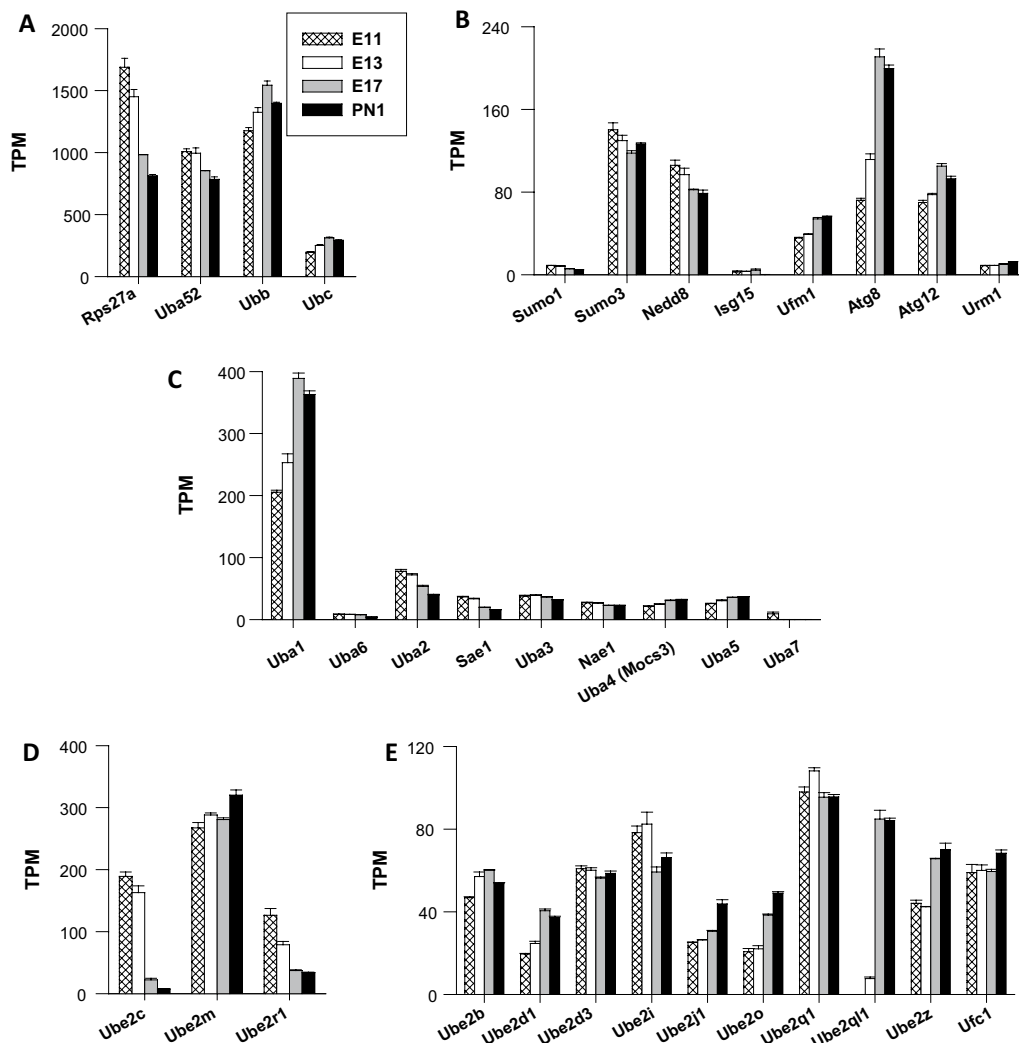 A
TPM
2000
1500
1000
500
0
Rps27a
Uba52
Ubb
Ubc
E11
E13
E17
PN1
B
TPM
240
160
80
0
Sumo1
Sumo3
Nedd8
Isg15
Ufm1
Atg8
Atg12
Urm1
C
TPM
400
300
200
100
0
Uba1
Uba6
Uba2
Sae1
Uba3
Nae1
Uba4 (Mocs3)
Uba5
Uba7
D
TPM
400
300
200
100
0
Ube2c
Ube2m
Ube2r1
E
TPM
120
80
40
0
Ube2b
Ube2d1
Ube2d3
Ube2i
Ube2j1
Ube2o
Ube2q1
Ube2ql1
Ube2z
Ufc1